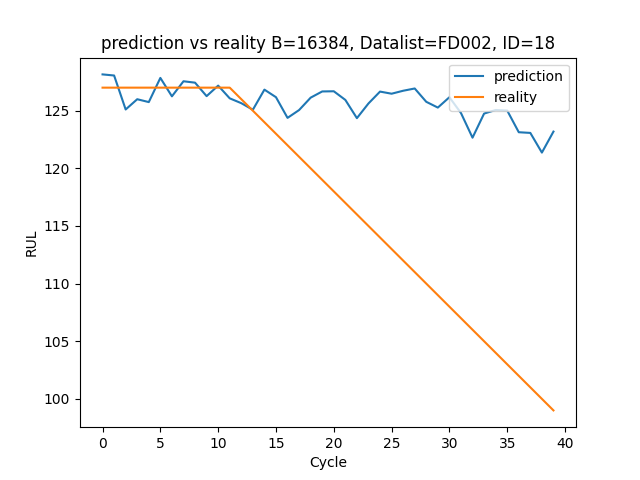 prediction vs reality B=16384, Datalist=FD002, ID=18
prediction
reality
125
120
115
110
105
100
RUL
0 5 10 15 20 25 30 35 40
Cycle